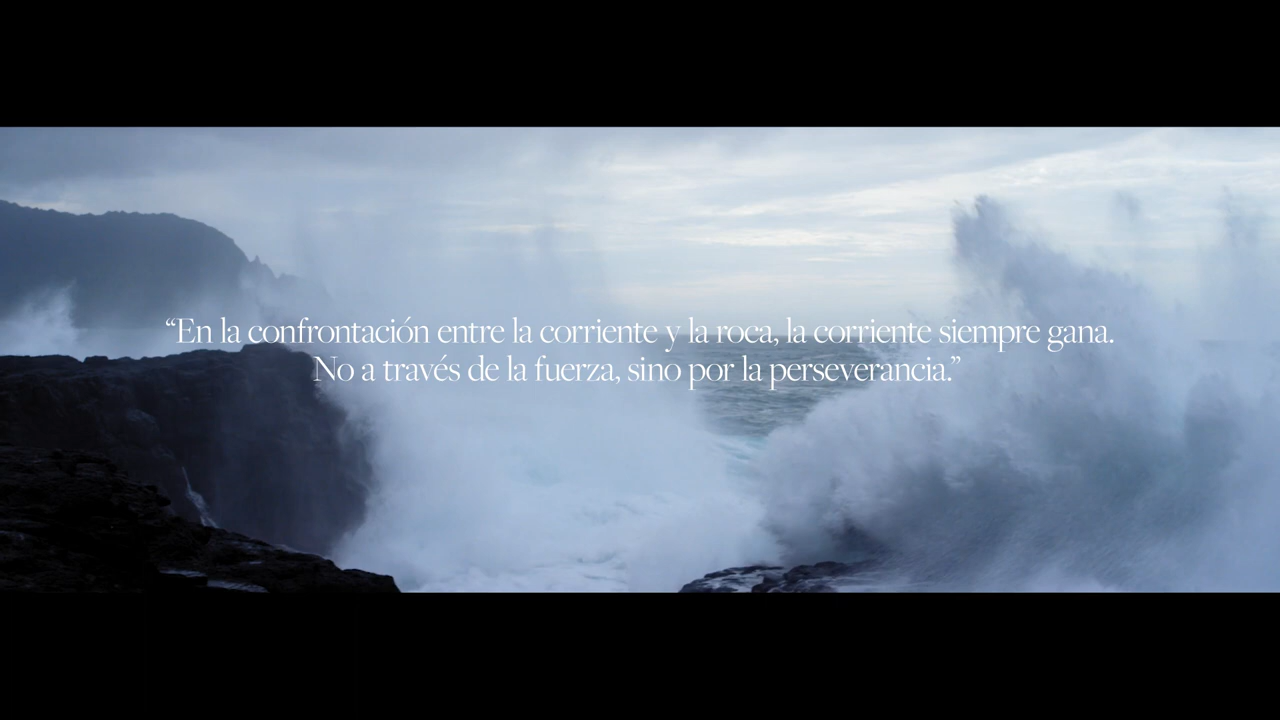 “En la confrontación entre la corriente y la roca, la corriente siempre gana.
No a través de la fuerza, sino por la perseverancia.”